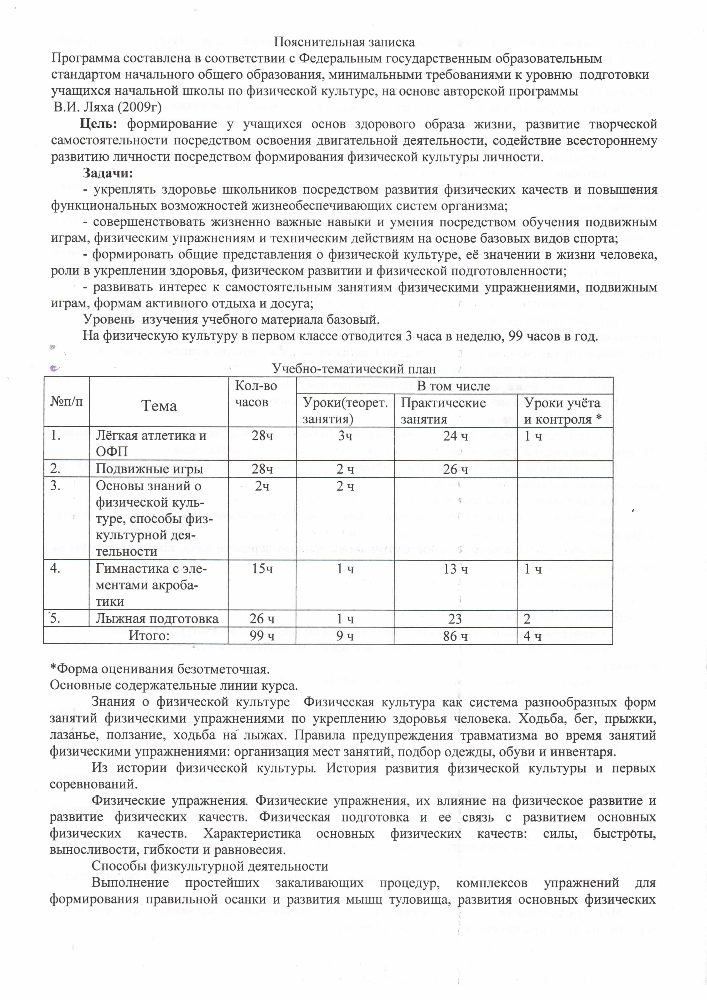 Пояснительная записка
Программа составлена в соответствии с Федеральным государственным образовательным
стандартом начального общего образования, минимальными требованиями к уровню подготовки
учащихся начальной школы по физической культуре, на основе авторской программы
В.И. Ляха (2009г)
Цель: формирование у учащихся основ здорового образа жизни, развитие творческой
самостоятельности посредством освоения двигательной деятельности, содействие всестороннему
развитию личности посредством формирования физической культуры личности.
Задачи:
- укреплять здоровье школьников посредством развития физических качеств и повышения
функциональных возможностей жизнеобеспечивающих систем организма;
- совершенствовать жизненно важные навыки и умения посредством обучения подвижным
играм, физическим упражнениям и техническим действиям на основе базовых видов спорта;
- формировать общие представления о физической культуре, её значении в жизни человека,
роли в укреплении здоровья, физическом развитии и физической подготовленности;
- развивать интерес к самостоятельным занятиям физическими упражнениями, подвижным
играм, формам активного отдыха и досуга;
Уровень изучения учебного материала базовый.
На физическую культуру в первом классе отводится 3 часа в неделю, 99 часов в год.
Учебно-тематический план
№п/п Тема Кол-во часов В том числе
Уроки(теорет. занятия) Практические занятия Уроки учёта и контроля *
1. Лёгкая атлетика и 28ч 3ч 24 ч 1 ч
ОФП
2. Подвижные игры 28ч 2 ч 26 ч
3. Основы знаний о 2ч 2 ч
физической куль-
туре, способы физ-
культурной дея-
тельности
4. Гимнастика с эле- 15ч 1 ч 13 ч 1 ч
ментами акроба-
тики
5. Лыжная подготовка 26 ч 1 ч 23 2
Итого: 99 ч 9 ч 86 ч 4 ч
*Форма оценивания безотметочная.
Основные содержательные линии курса.
Знания о физической культуре Физическая культура как система разнообразных форм
занятий физическими упражнениями по укреплению здоровья человека. Ходьба, бег, прыжки,
лазанье, ползание, ходьба на лыжах. Правила предупреждения травматизма во время занятий
физическими упражнениями: организация мест занятий, подбор одежды, обуви и инвентаря.
Из истории физической культуры. История развития физической культуры и первых
соревнований.
Физические упражнения. Физические упражнения, их влияние на физическое развитие и
развитие физических качеств. Физическая подготовка и ее связь с развитием основных
физических качеств. Характеристика основных физических качеств: силы, быстроты,
выносливости, гибкости и равновесия.
Способы физкультурной деятельности
Выполнение простейших закаливающих процедур, комплексов упражнений для
формирования правильной осанки и развития мышц туловища, развития основных физических